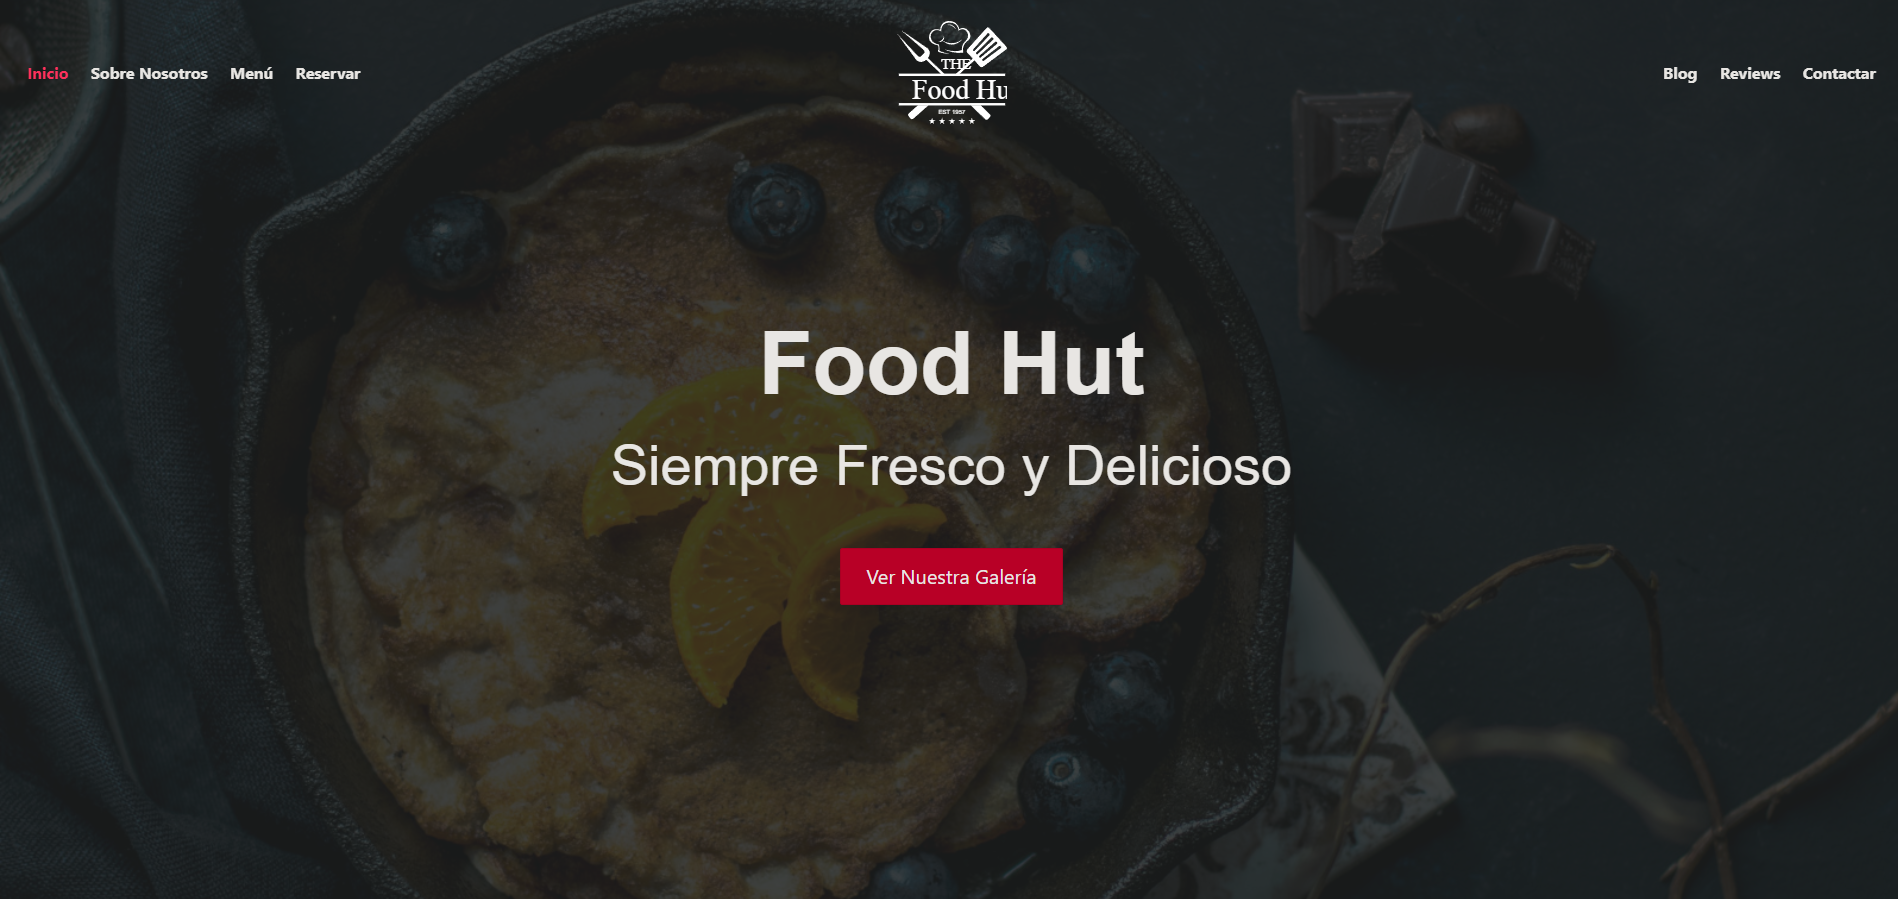 Inicio Sobre Nosotros Menú Reservar
THE
Food Hu
EST 1957
Blog Reviews Contactar
Food Hut
Siempre Fresco y Delicioso
Ver Nuestra Galería